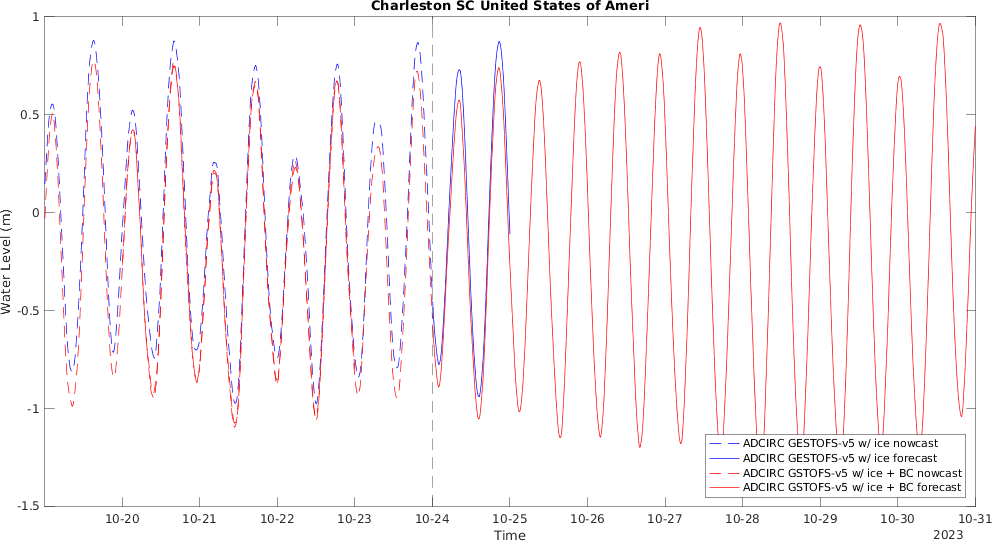 Charleston SC United States of Ameri
1
0.5
0
-0.5
-1
-1.5
Water Level (m)
ADCIRC GESTOFS-v5 w/ ice nowcast
ADCIRC GESTOFS-v5 w/ ice forecast
ADCIRC GSTOFS-v5 w/ ice + BC nowcast
ADCIRC GSTOFS-v5 w/ ice + BC forecast
10-20 10-21 10-22 10-23 10-24 10-25 10-26 10-27 10-28 10-29 10-30 10-31
Time
2023